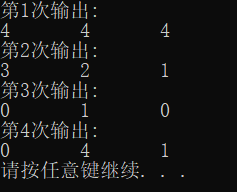 第1次输出:
4 4 4
第2次输出:
3 2 1
第3次输出:
0 1 0
第4次输出:
0 4 1
请按任意键继续. . .